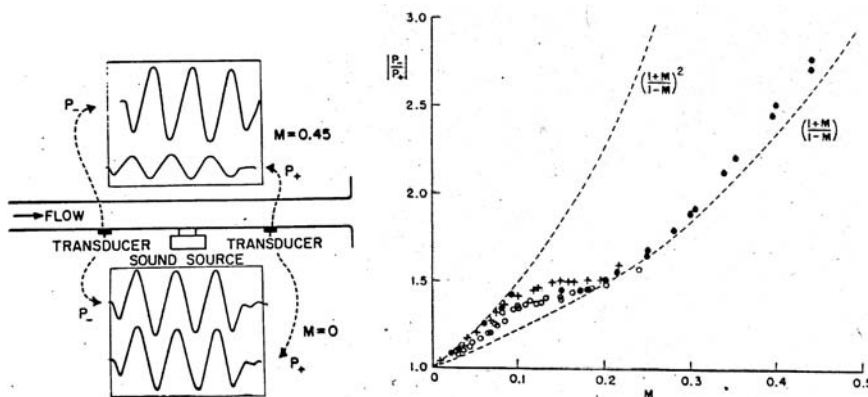 P_
M=0.45
P+
FLOW
TRANSDUCER
TRANSDUCER
SOUND SOURCE
P_
M=0
P+
|P_/P+|
3.0
2.5
2.0
1.5
1.0
((1+M)/(1-M))²
((1+M)/(1-M))
0
0.1
0.2
0.3
0.4
0.5
M